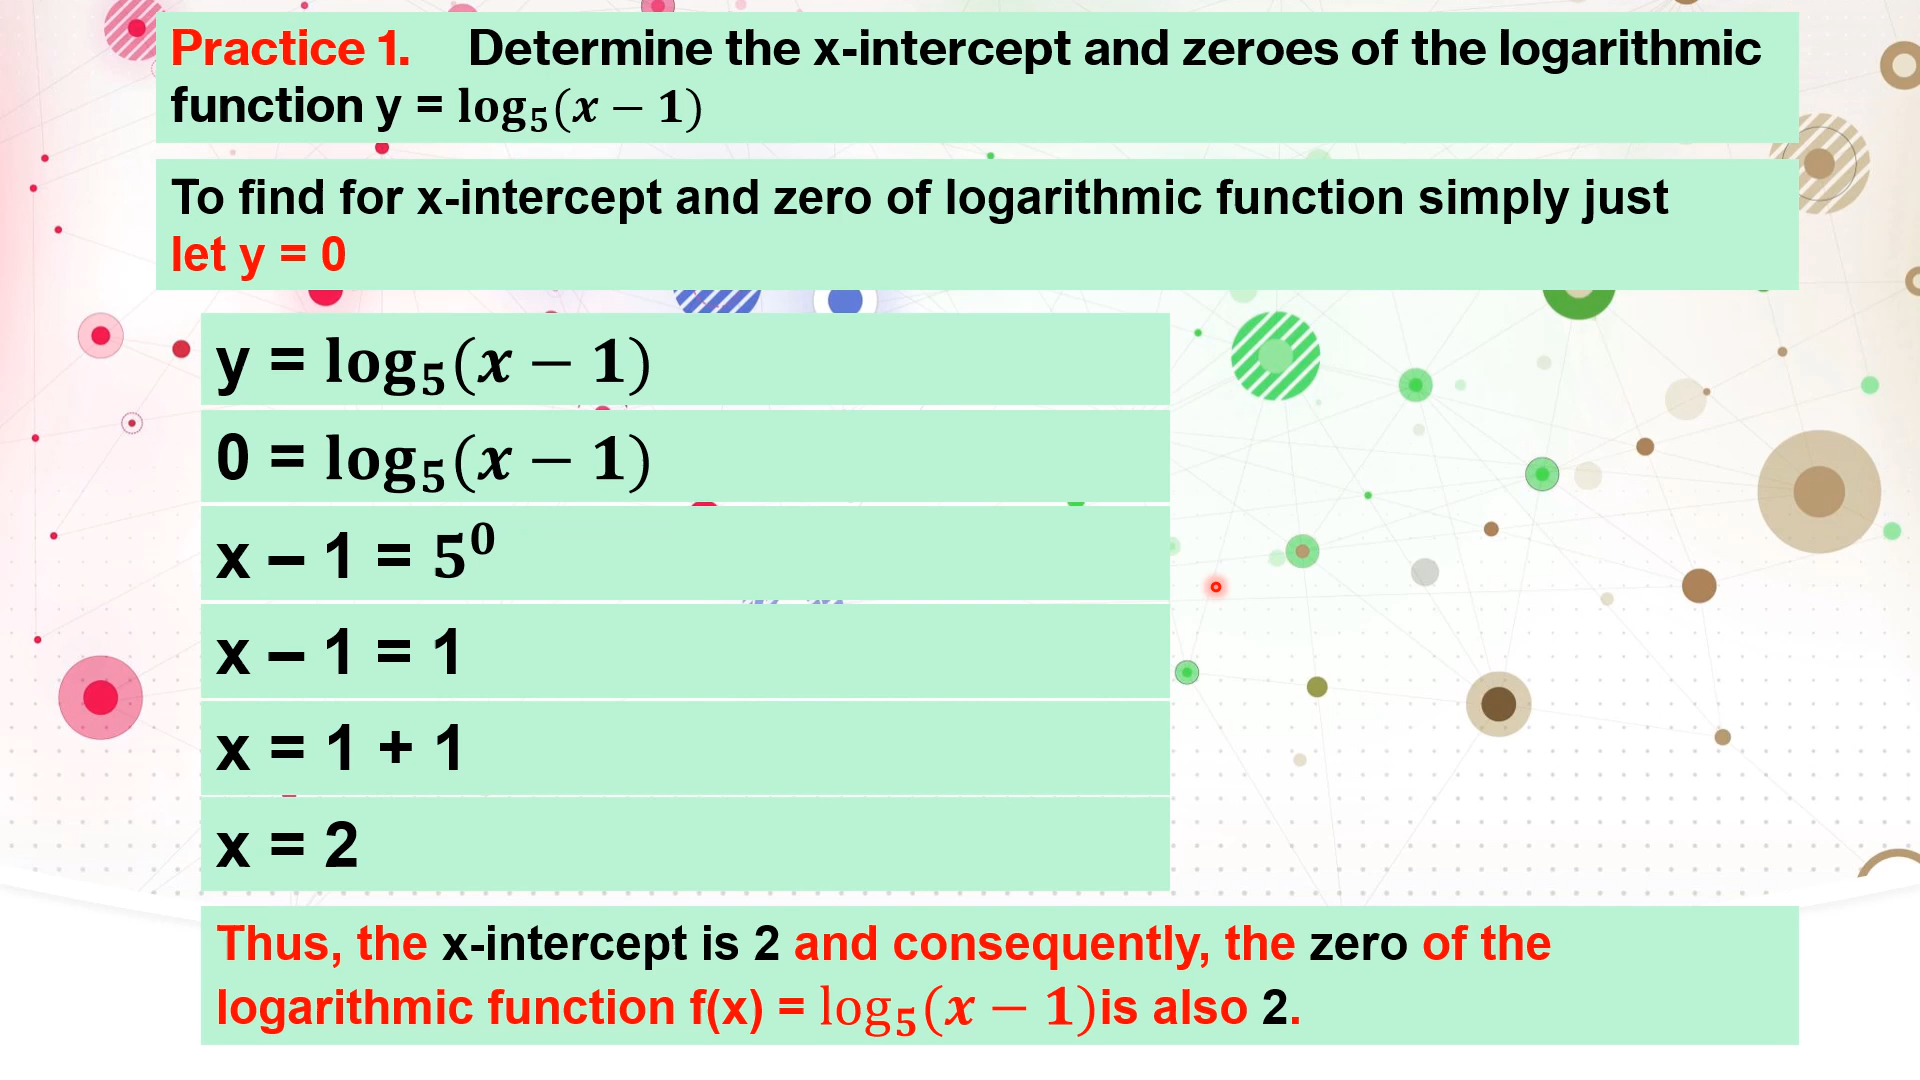 Practice 1. Determine the x-intercept and zeroes of the logarithmic
function y = log₅(x − 1)
To find for x-intercept and zero of logarithmic function simply just
let y = 0
y = log₅(x − 1)
0 = log₅(x − 1)
x – 1 = 5⁰
x – 1 = 1
x = 1 + 1
x = 2
Thus, the x-intercept is 2 and consequently, the zero of the
logarithmic function f(x) = log₅(x − 1)is also 2.